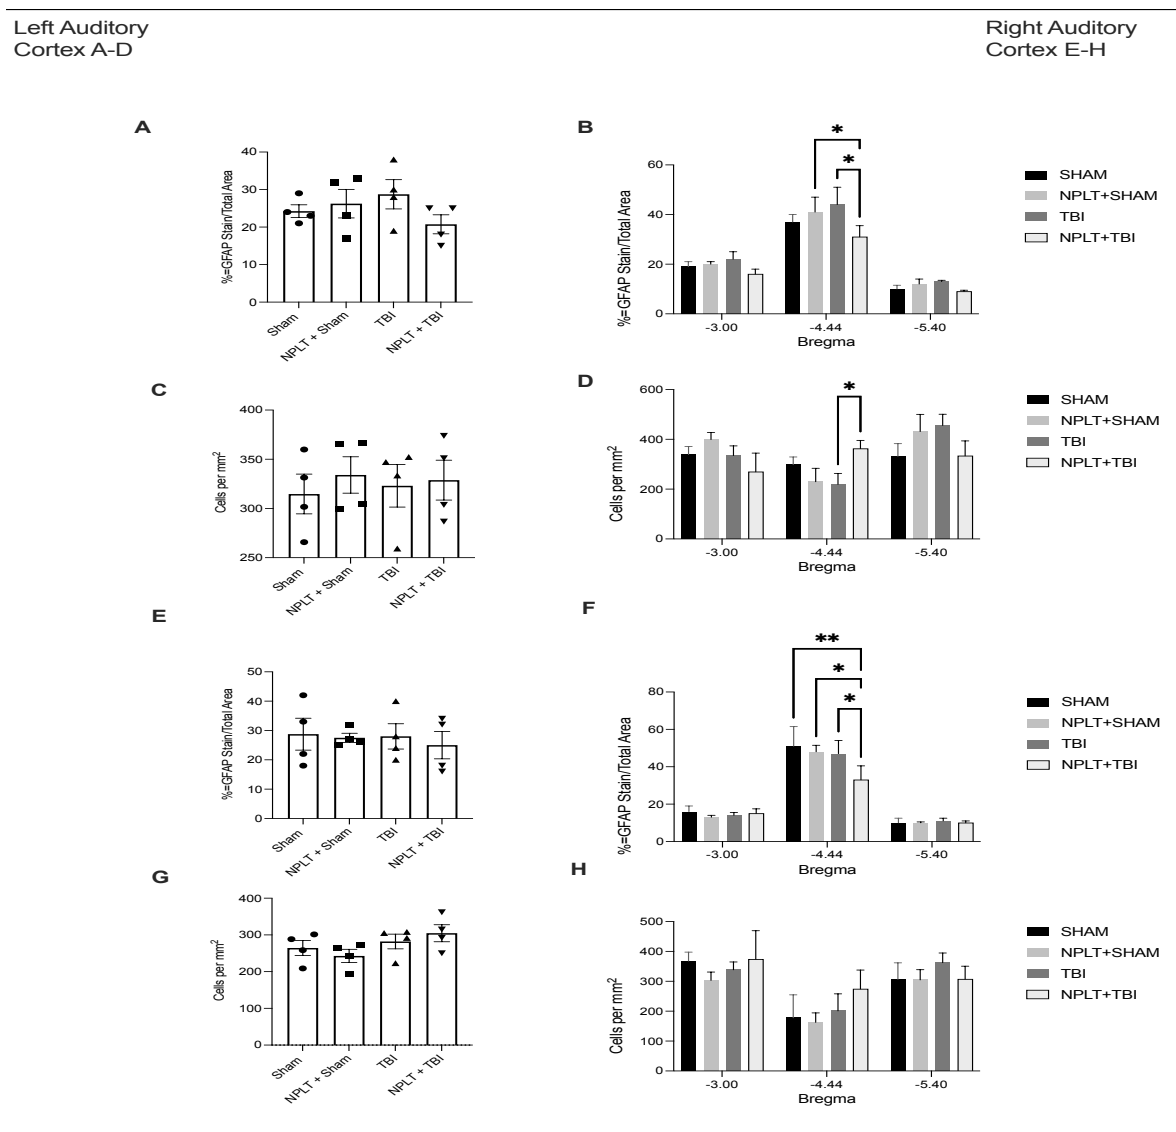 Left Auditory
Cortex A-D
Right Auditory
Cortex E-H
A
%=GFAP Stain/Total Area
40
30
20
10
0
Sham
NPLT + Sham
TBI
NPLT + TBI
B
%=GFAP Stain/Total Area
60
40
20
0
*
*
-3.00
-4.44
-5.40
Bregma
SHAM
NPLT+SHAM
TBI
NPLT+TBI
C
Cells per mm²
400
350
300
250
Sham
NPLT + Sham
TBI
NPLT + TBI
D
Cells per mm²
600
400
200
0
*
-3.00
-4.44
-5.40
Bregma
SHAM
NPLT+SHAM
TBI
NPLT+TBI
E
%=GFAP Stain/Total Area
50
40
30
20
10
0
Sham
NPLT + Sham
TBI
NPLT + TBI
F
%=GFAP Stain/Total Area
80
60
40
20
0
**
*
*
-3.00
-4.44
-5.40
Bregma
SHAM
NPLT+SHAM
TBI
NPLT+TBI
G
Cells per mm²
400
300
200
100
0
Sham
NPLT + Sham
TBI
NPLT + TBI
H
Cells per mm²
500
400
300
200
100
0
-3.00
-4.44
-5.40
Bregma
SHAM
NPLT+SHAM
TBI
NPLT+TBI